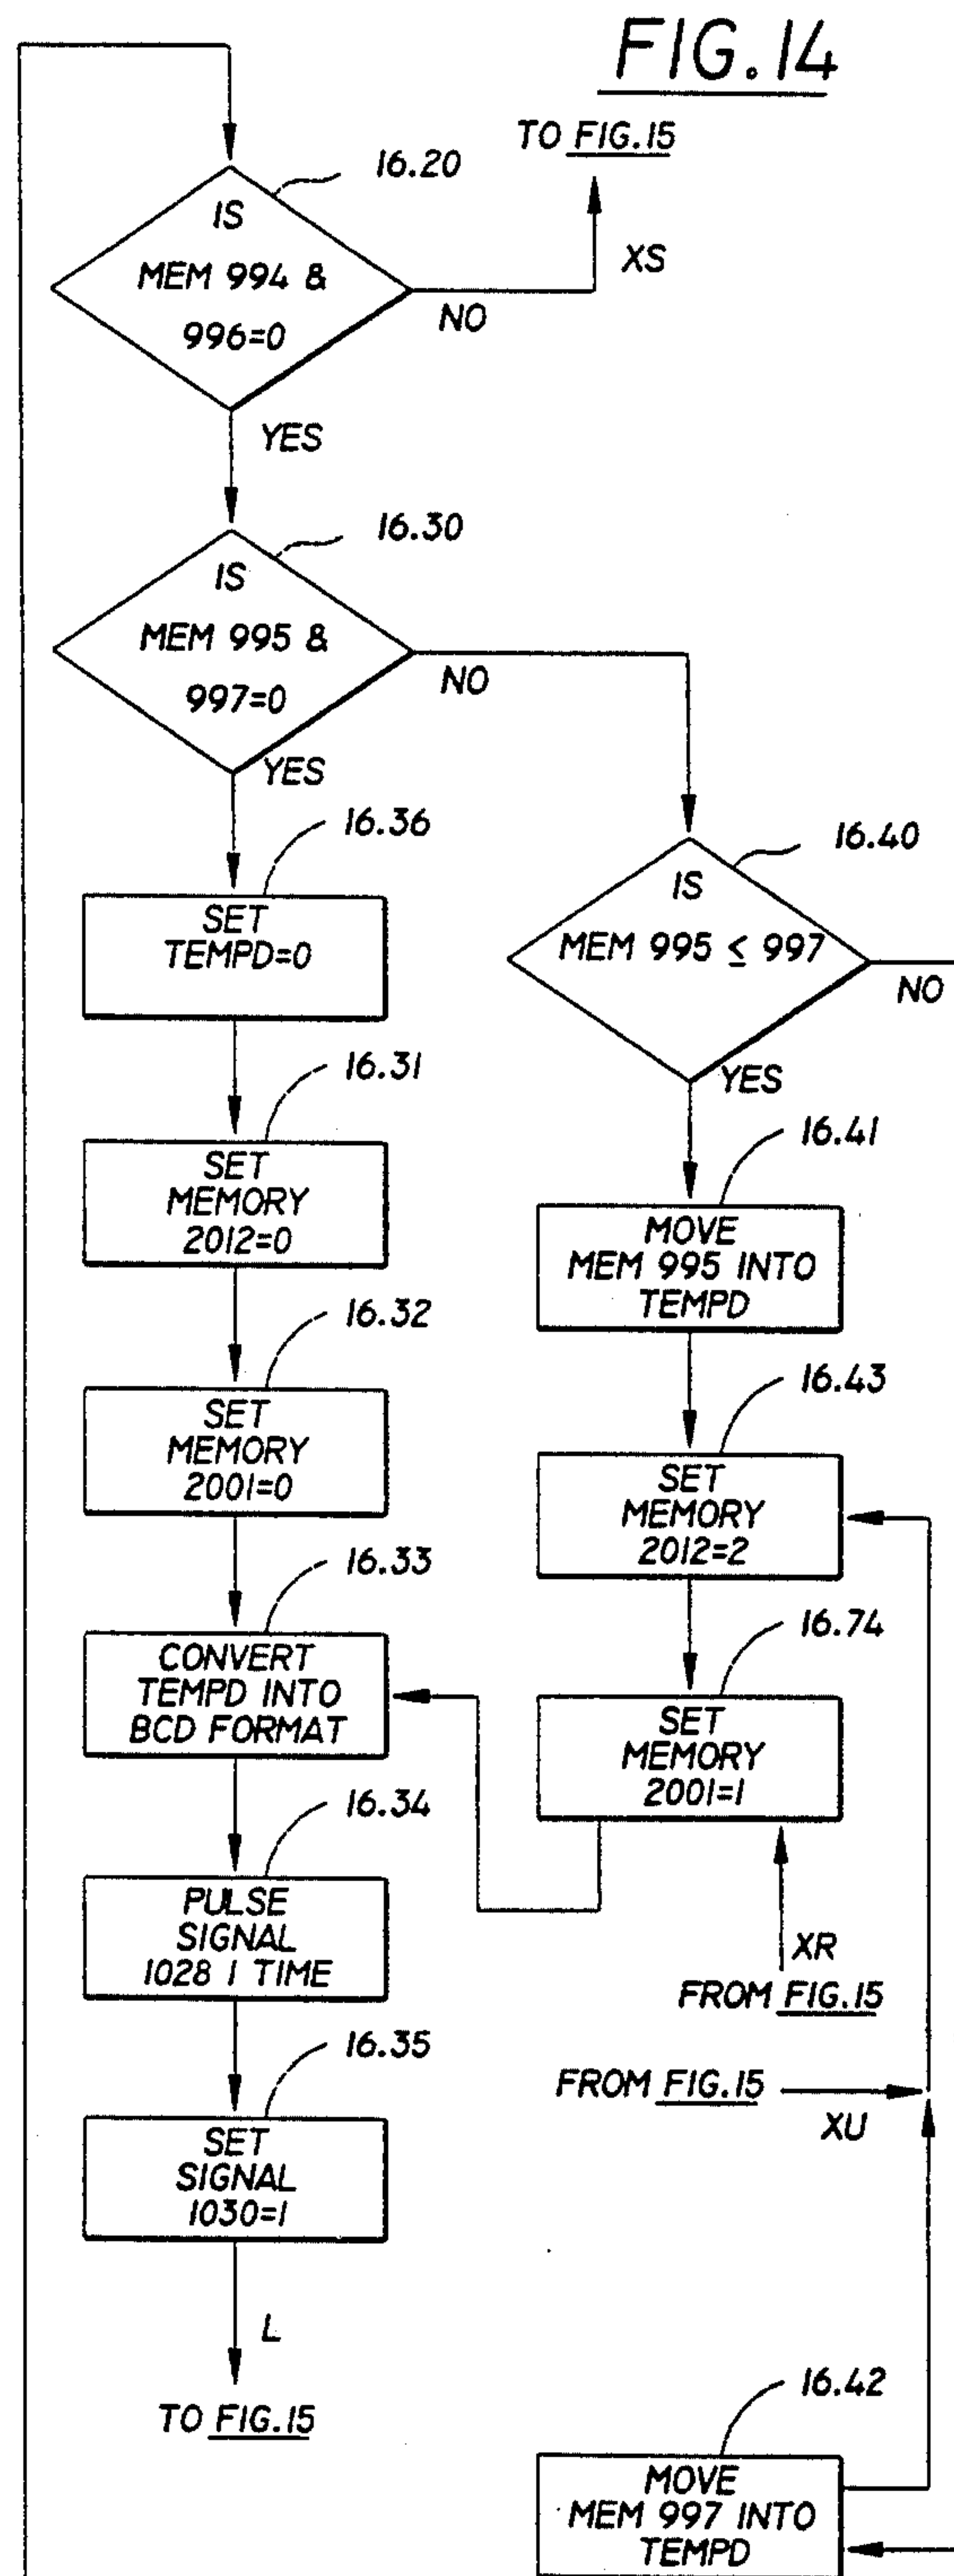 FIG. 14
TO FIG. 15
16.20
IS
MEM 994 &
996=0
XS
NO
YES
16.30
IS
MEM 995 &
997=0
NO
YES
16.36
SET
TEMPD=0
16.40
IS
MEM 995 ≤ 997
NO
YES
16.31
SET
MEMORY
2012=0
16.41
MOVE
MEM 995 INTO
TEMPD
16.32
SET
MEMORY
2001=0
16.43
SET
MEMORY
2012=2
16.33
CONVERT
TEMPD INTO
BCD FORMAT
16.74
SET
MEMORY
2001=1
16.34
PULSE
SIGNAL
1028 1 TIME
XR
FROM FIG. 15
16.35
SET
SIGNAL
1030=1
FROM FIG. 15
XU
L
TO FIG. 15
16.42
MOVE
MEM 997 INTO
TEMPD